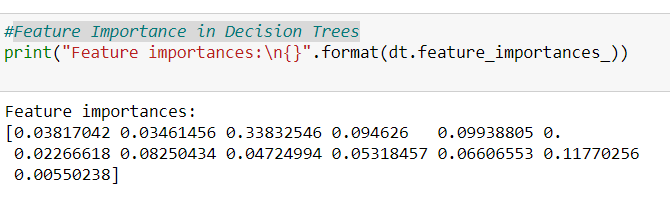 #Feature Importance in Decision Trees
print("Feature importances:\n{}".format(dt.feature_importances_))
Feature importances:
[0.03817042 0.03461456 0.33832546 0.094626   0.09938805 0.
 0.02266618 0.08250434 0.04724994 0.05318457 0.06606553 0.11770256
 0.00550238]